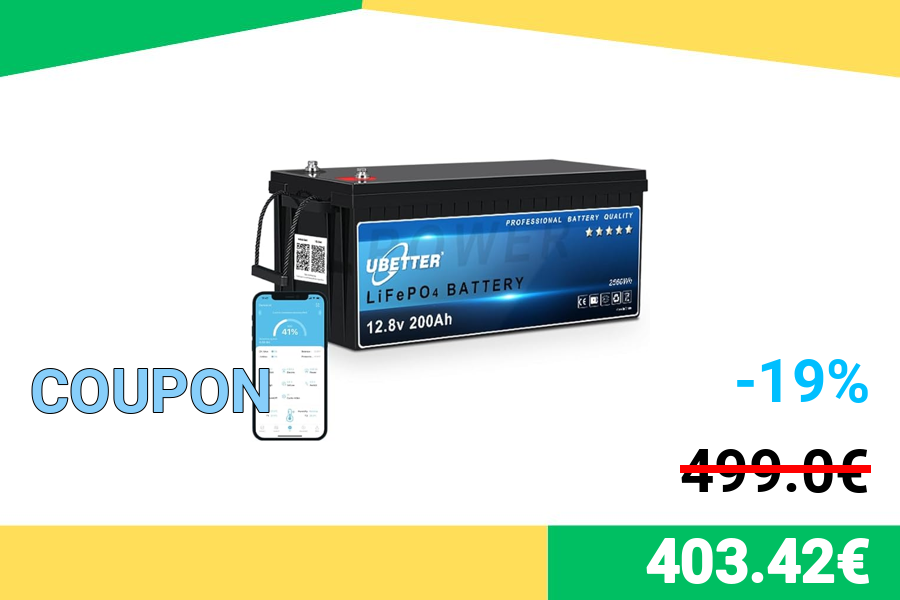 PROFESSIONAL BATTERY QUALITY
UBETTER
LiFePO4 BATTERY
2560Wh
12.8v 200Ah
41%
COUPON
-19%
499.0€
403.42€